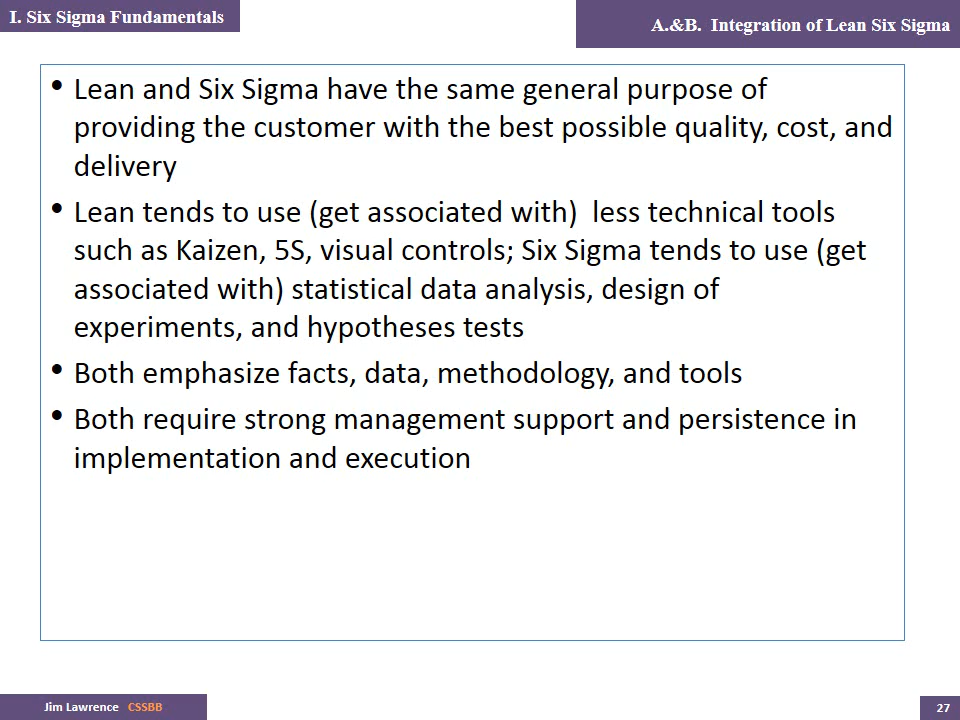 I. Six Sigma Fundamentals
A.&B.  Integration of Lean Six Sigma
• Lean and Six Sigma have the same general purpose of
providing the customer with the best possible quality, cost, and
delivery
• Lean tends to use (get associated with)  less technical tools
such as Kaizen, 5S, visual controls; Six Sigma tends to use (get
associated with) statistical data analysis, design of
experiments, and hypotheses tests
• Both emphasize facts, data, methodology, and tools
• Both require strong management support and persistence in
implementation and execution
Jim Lawrence CSSBB
27